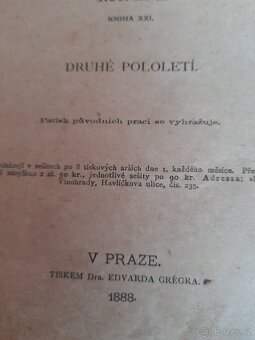 KNIHA XXI.
DRUHÉ POLOLETÍ.
Patisk původních prací se vyhražuje.
v sešitech po 8 tiskových arších dne 1. každého měsíce.
zásylkou 2 zl. 50 kr., jednotlivé sešity po 90 kr. Adressa:
Vinohrady, Havlíčkova ulice, čís. 235.
V PRAZE.
TISKEM Dra. EDVARDA GRÉGRA.
1888.